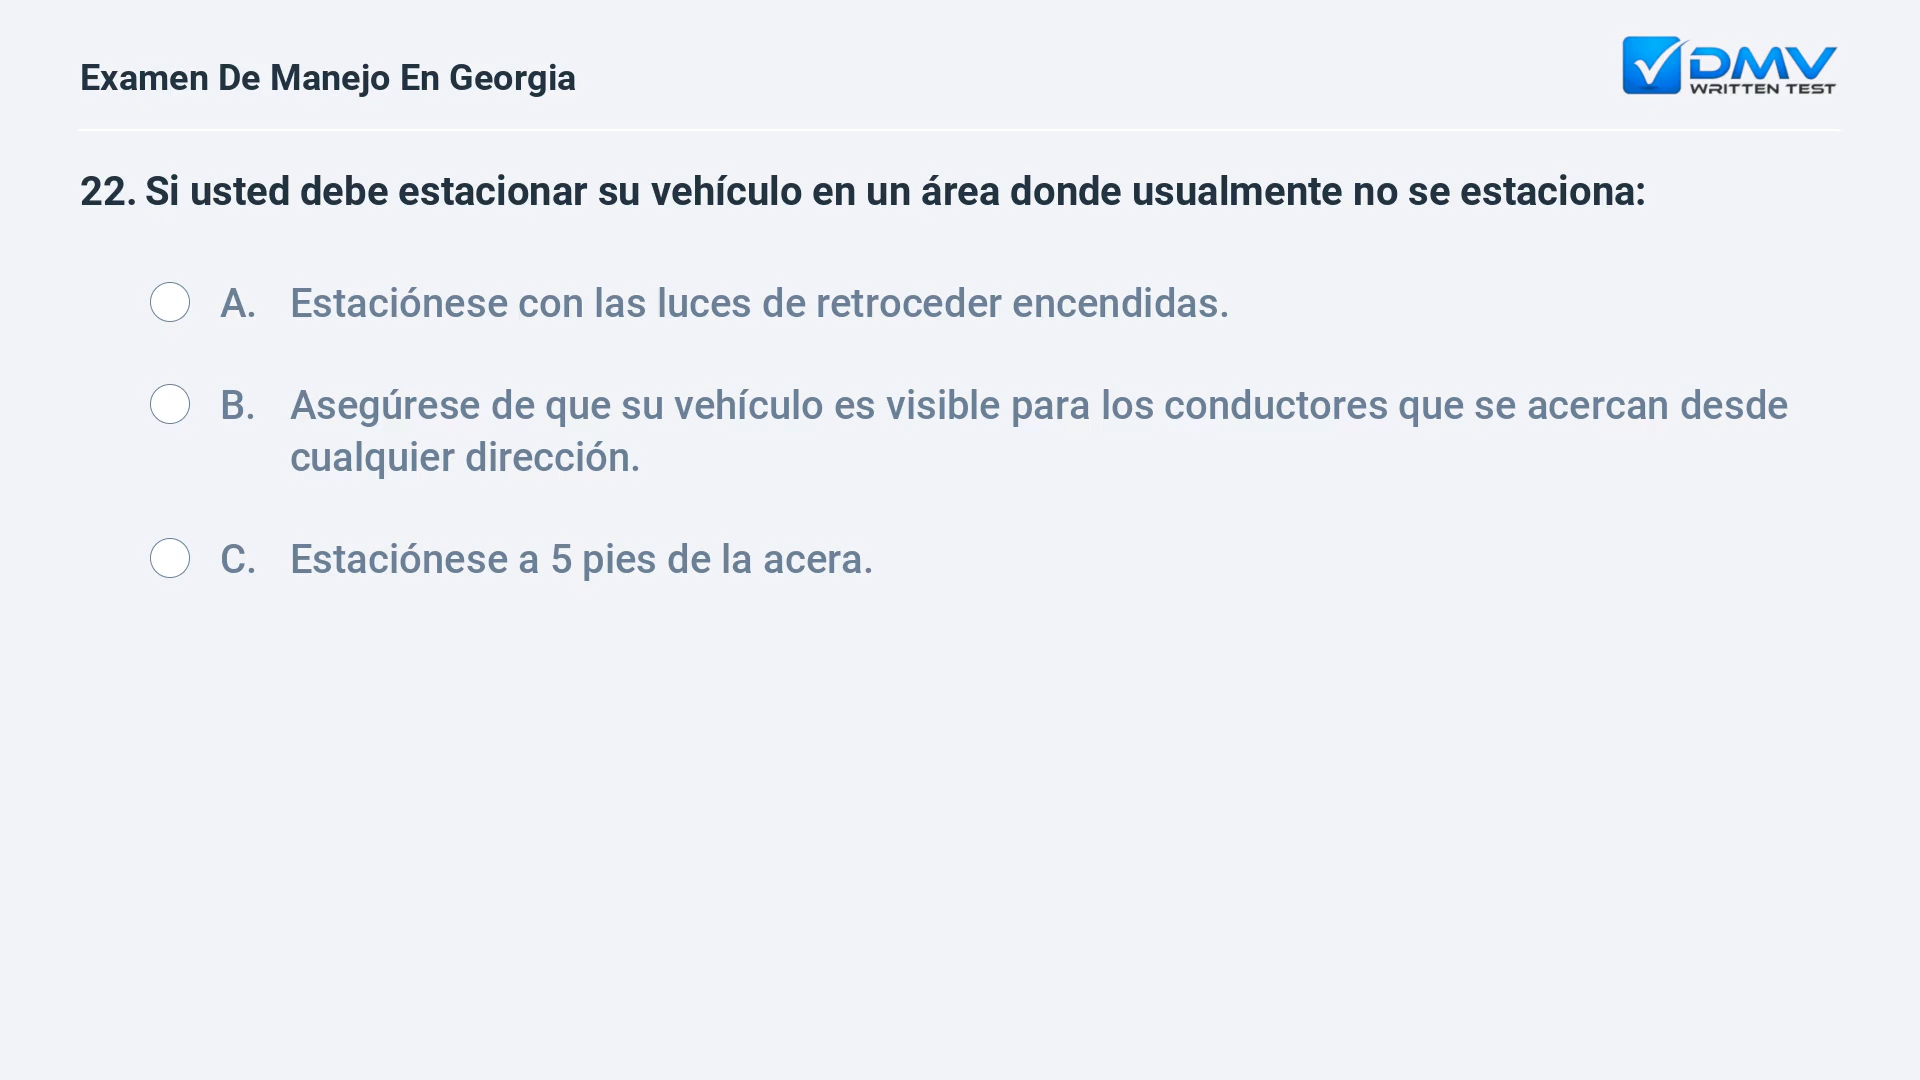 Examen De Manejo En Georgia
DMV
WRITTEN TEST
22. Si usted debe estacionar su vehículo en un área donde usualmente no se estaciona:
A. Estaciónese con las luces de retroceder encendidas.
B. Asegúrese de que su vehículo es visible para los conductores que se acercan desde
cualquier dirección.
C. Estaciónese a 5 pies de la acera.